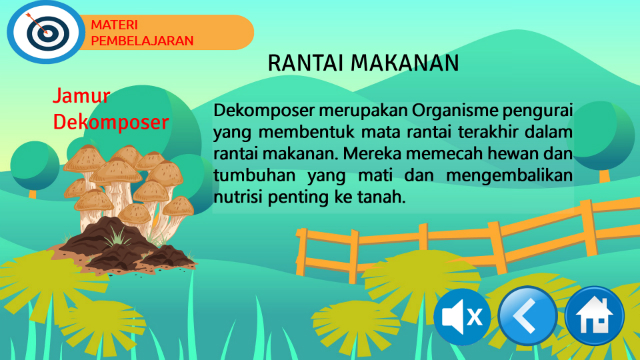 MATERI
PEMBELAJARAN
RANTAI MAKANAN
Jamur
Dekomposer
Dekomposer merupakan Organisme pengurai
yang membentuk mata rantai terakhir dalam
rantai makanan. Mereka memecah hewan dan
tumbuhan yang mati dan mengembalikan
nutrisi penting ke tanah.